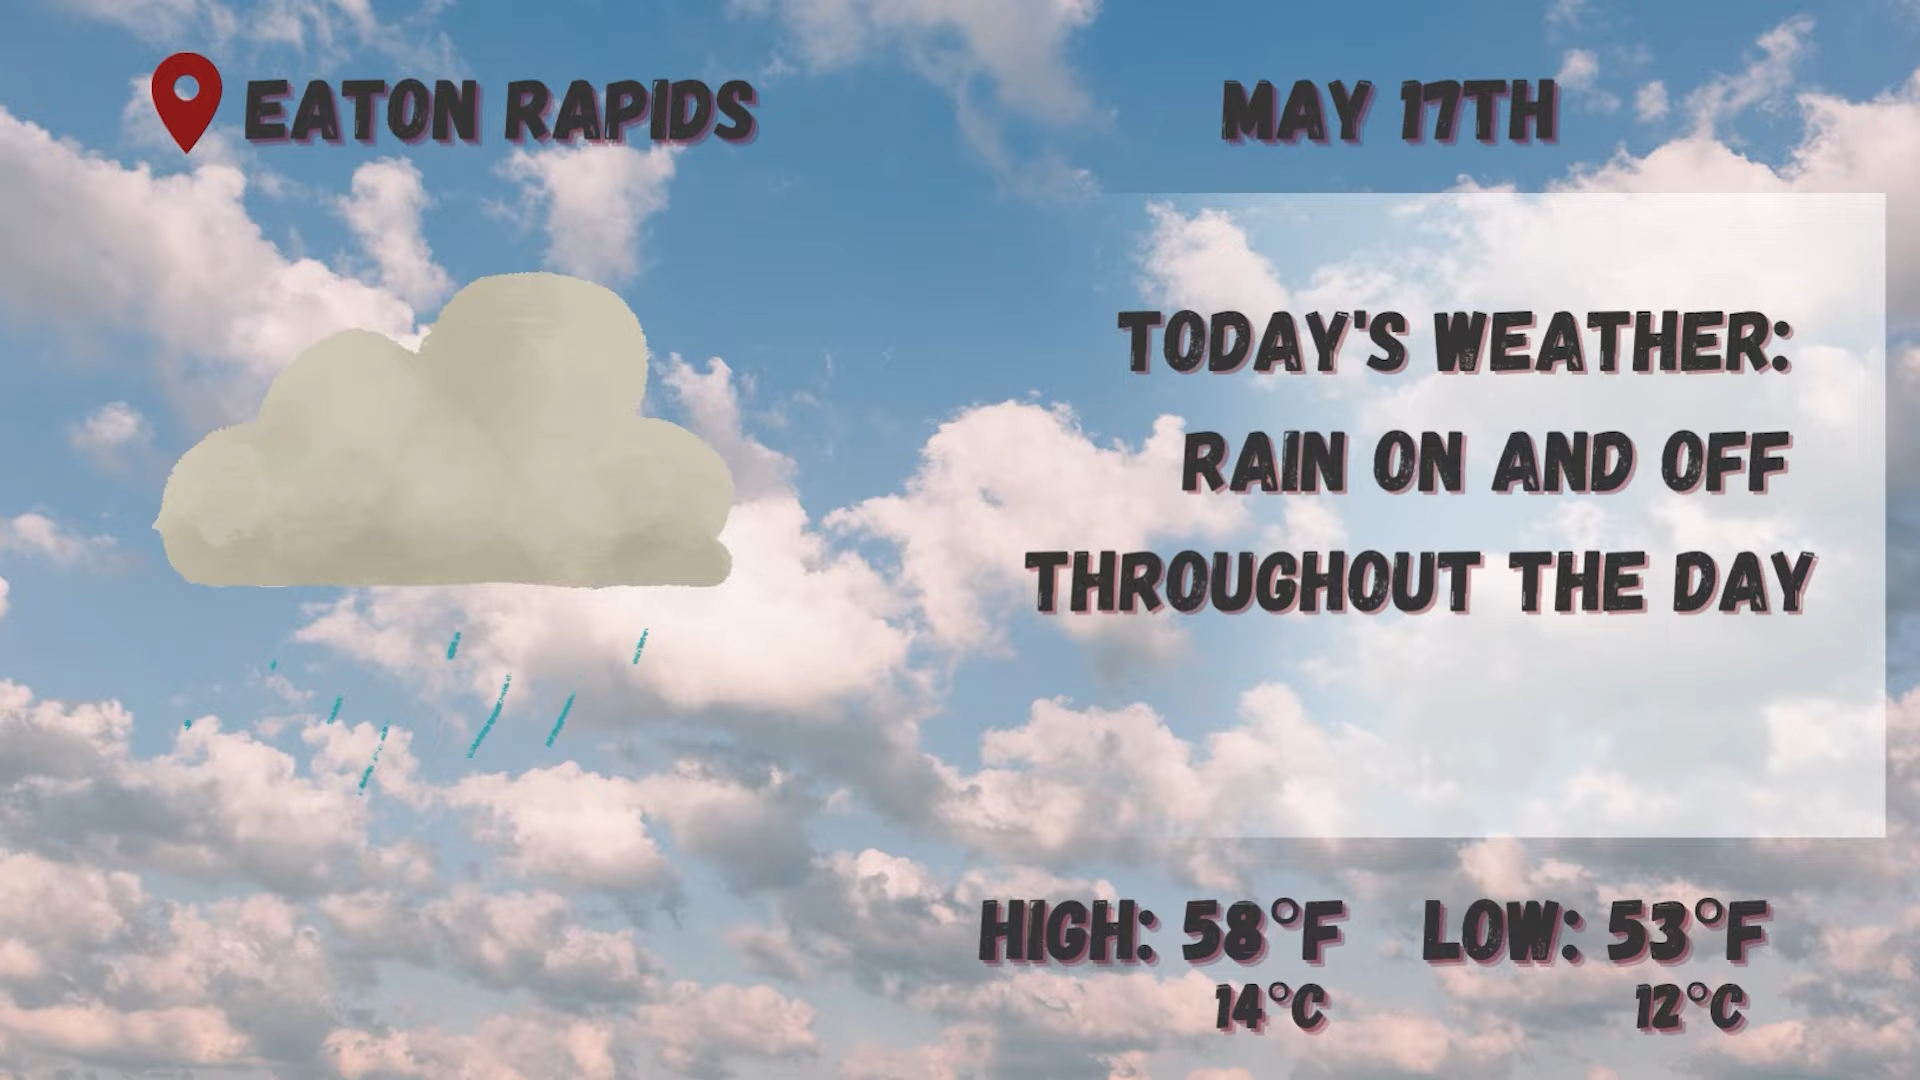 EATON RAPIDS
MAY 17TH
TODAY'S WEATHER:
RAIN ON AND OFF
THROUGHOUT THE DAY
HIGH: 58°F LOW: 53°F
14°C 12°C